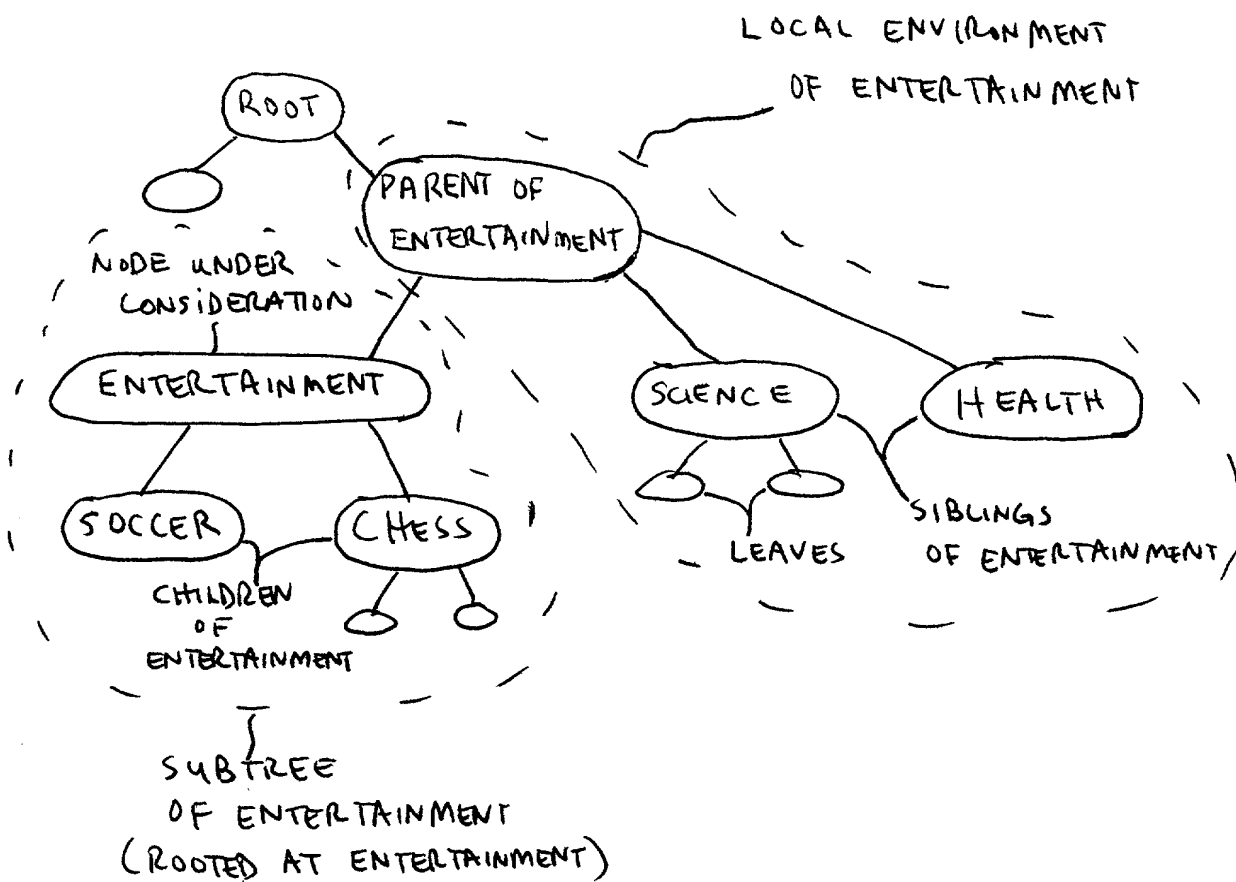 LOCAL ENVIRONMENT
OF ENTERTAINMENT
ROOT
PARENT OF
ENTERTAINMENT
NODE UNDER
CONSIDERATION
ENTERTAINMENT
SCIENCE
HEALTH
SOCCER
CHESS
SIBLINGS
OF ENTERTAINMENT
LEAVES
CHILDREN
OF
ENTERTAINMENT
SUBTREE
OF ENTERTAINMENT
(ROOTED AT ENTERTAINMENT)